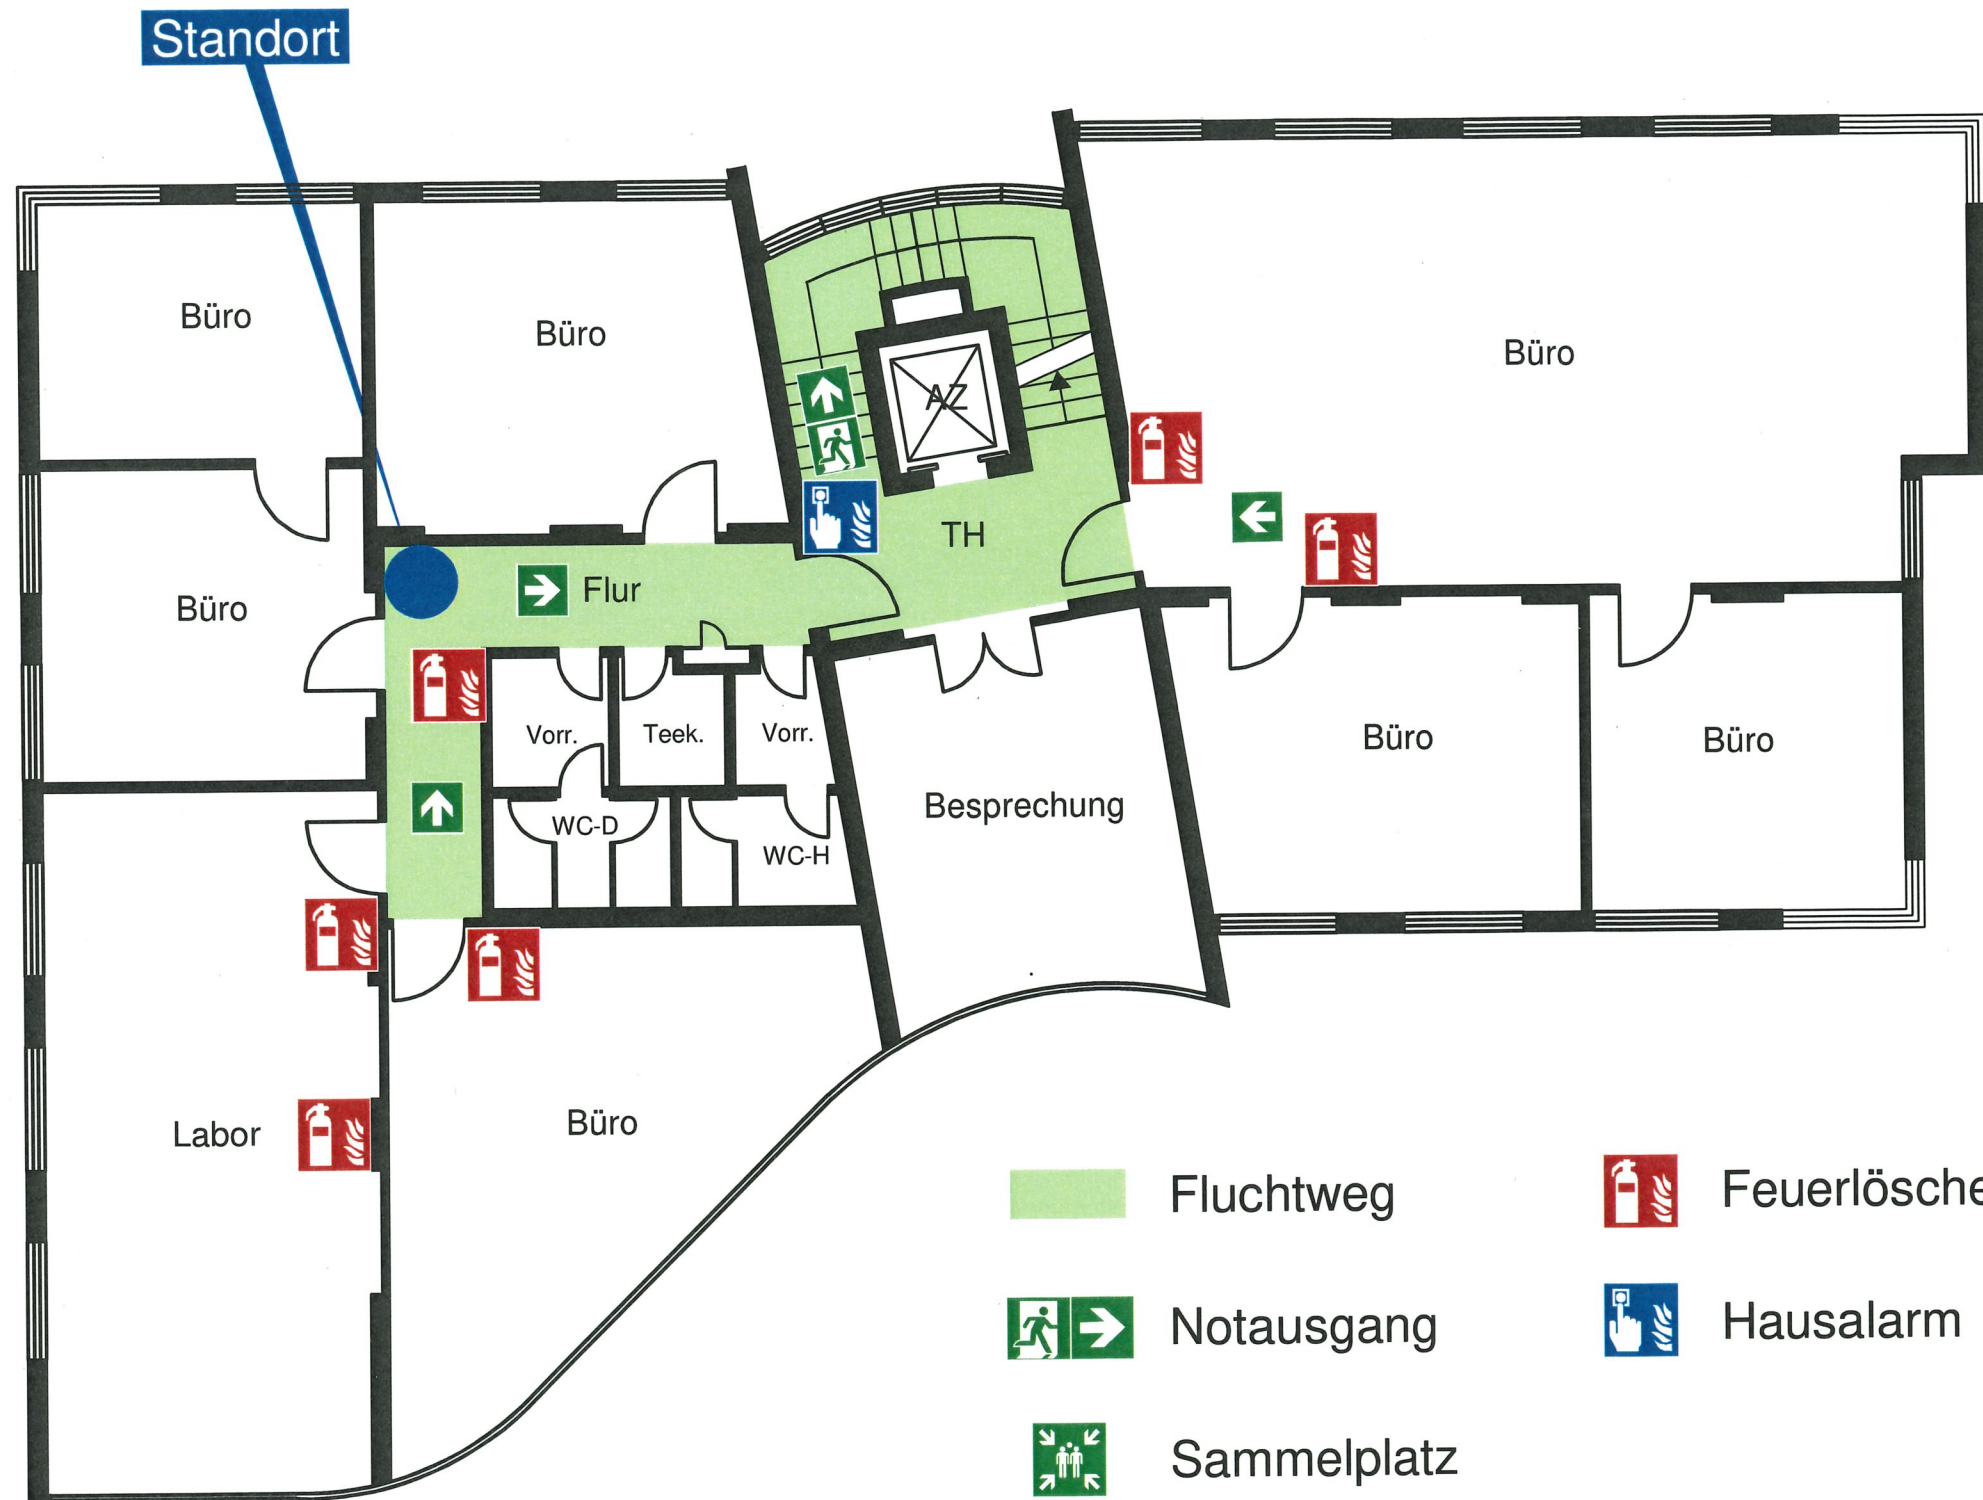 Standort
Büro
Büro
Büro
AZ
TH
Flur
Büro
Vorr.
Teek.
Vorr.
Büro
Büro
WC-D
WC-H
Besprechung
Labor
Büro
Fluchtweg
Feuerlösche
Notausgang
Hausalarm
Sammelplatz